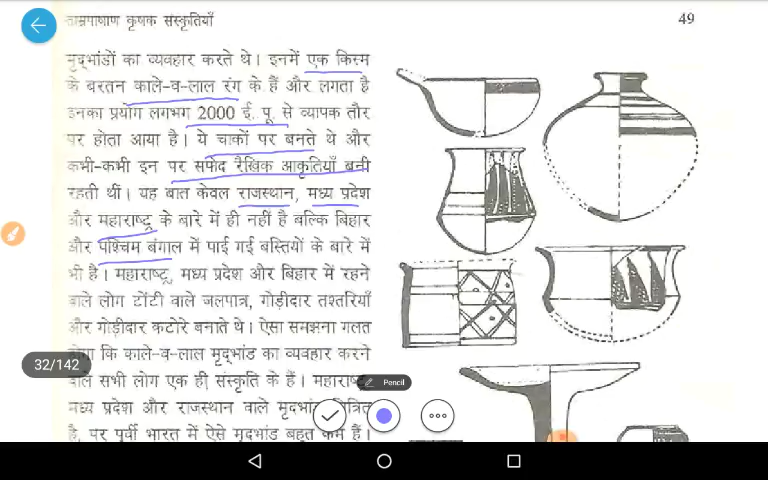 ताम्रपाषाण कृषक संस्कृतियाँ
49
मृद्भांडों का व्यवहार करते थे। इनमें एक किस्म
के बरतन काले-व-लाल रंग के हैं और लगता है
इनका प्रयोग लगभग 2000 ई. पू. से व्यापक तौर
पर होता आया है। ये चाकों पर बनते थे और
कभी-कभी इन पर सफेद रैखिक आकृतियाँ बनी
रहती थीं। यह बात केवल राजस्थान, मध्य प्रदेश
और महाराष्ट्र के बारे में ही नहीं है बल्कि बिहार
और पश्चिम बंगाल में पाई गई बस्तियों के बारे में
भी है। महाराष्ट्र, मध्य प्रदेश और बिहार में रहने
वाले लोग टोंटी वाले जलपात्र, गोड़ीदार तश्तरियाँ
और गोड़ीदार कटोरे बनाते थे। ऐसा समझना गलत
होगा कि काले-व-लाल मृद्भांड का व्यवहार करने
32/142
वाले सभी लोग एक ही संस्कृति के हैं। महाराष्ट्र
Pencil
मध्य प्रदेश और राजस्थान वाले मृदभांड चित्रित
है, पर पूर्वी भारत में ऐसे मृदभांड बहुत कम हैं।